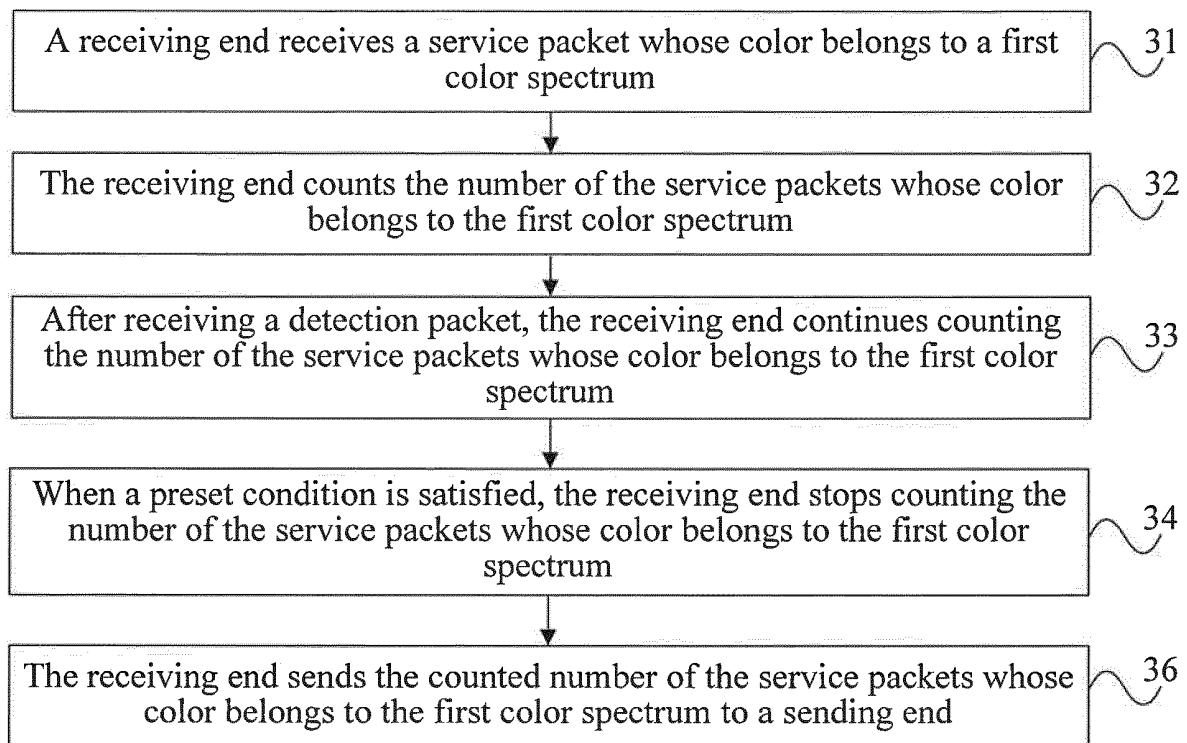 A receiving end receives a service packet whose color belongs to a first
color spectrum
31
The receiving end counts the number of the service packets whose color
belongs to the first color spectrum
32
After receiving a detection packet, the receiving end continues counting
the number of the service packets whose color belongs to the first color
spectrum
33
When a preset condition is satisfied, the receiving end stops counting the
number of the service packets whose color belongs to the first color
spectrum
34
The receiving end sends the counted number of the service packets whose
color belongs to the first color spectrum to a sending end
36